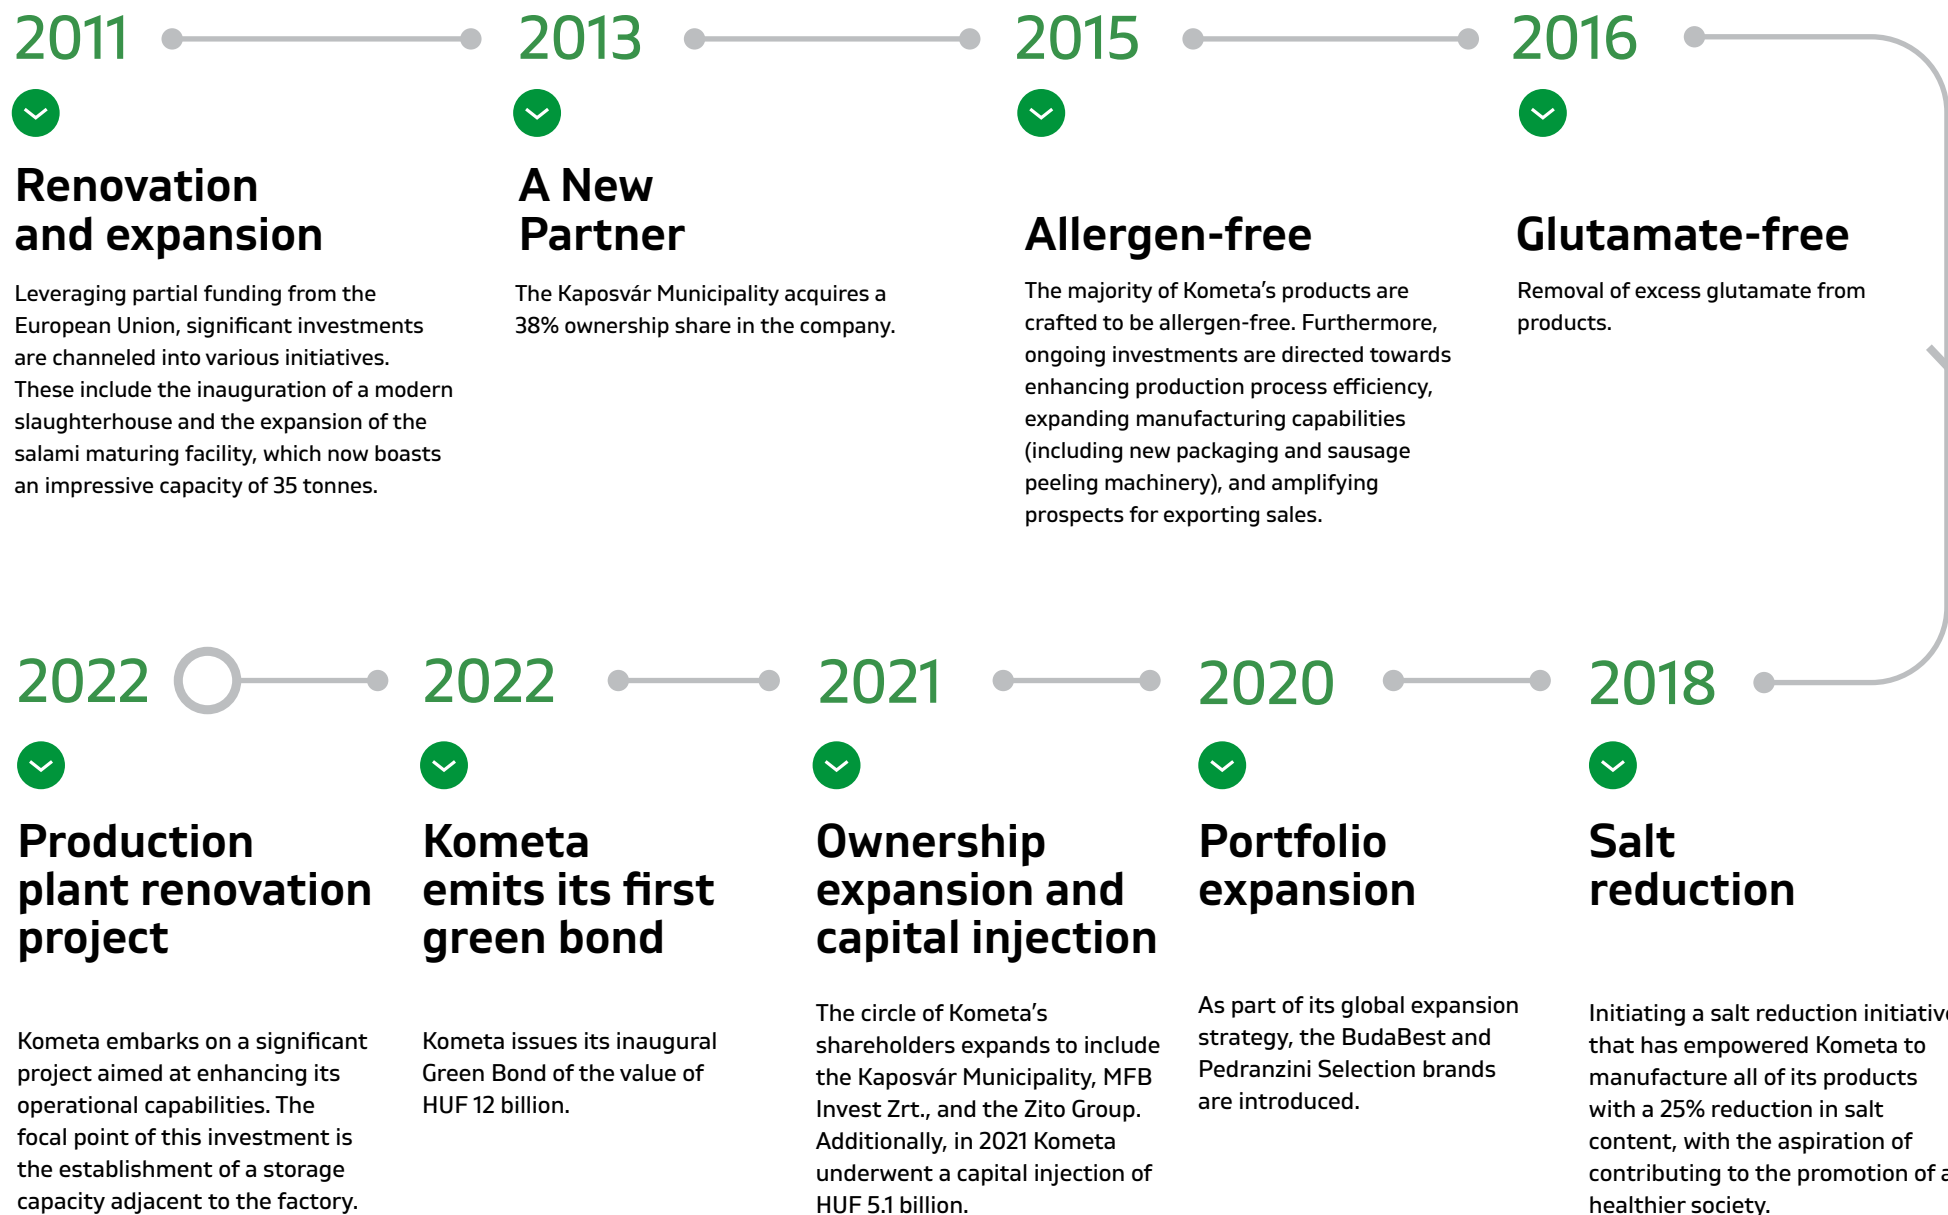 2011
Renovation
and expansion
Leveraging partial funding from the
European Union, significant investments
are channeled into various initiatives.
These include the inauguration of a modern
slaughterhouse and the expansion of the
salami maturing facility, which now boasts
an impressive capacity of 35 tonnes.
2013
A New
Partner
The Kaposvár Municipality acquires a
38% ownership share in the company.
2015
Allergen-free
The majority of Kometa’s products are
crafted to be allergen-free. Furthermore,
ongoing investments are directed towards
enhancing production process efficiency,
expanding manufacturing capabilities
(including new packaging and sausage
peeling machinery), and amplifying
prospects for exporting sales.
2016
Glutamate-free
Removal of excess glutamate from
products.
2022
Production
plant renovation
project
Kometa embarks on a significant
project aimed at enhancing its
operational capabilities. The
focal point of this investment is
the establishment of a storage
capacity adjacent to the factory.
2022
Kometa
emits its first
green bond
Kometa issues its inaugural
Green Bond of the value of
HUF 12 billion.
2021
Ownership
expansion and
capital injection
The circle of Kometa’s
shareholders expands to include
the Kaposvár Municipality, MFB
Invest Zrt., and the Zito Group.
Additionally, in 2021 Kometa
underwent a capital injection of
HUF 5.1 billion.
2020
Portfolio
expansion
As part of its global expansion
strategy, the BudaBest and
Pedranzini Selection brands
are introduced.
2018
Salt
reduction
Initiating a salt reduction initiative
that has empowered Kometa to
manufacture all of its products
with a 25% reduction in salt
content, with the aspiration of
contributing to the promotion of a
healthier society.